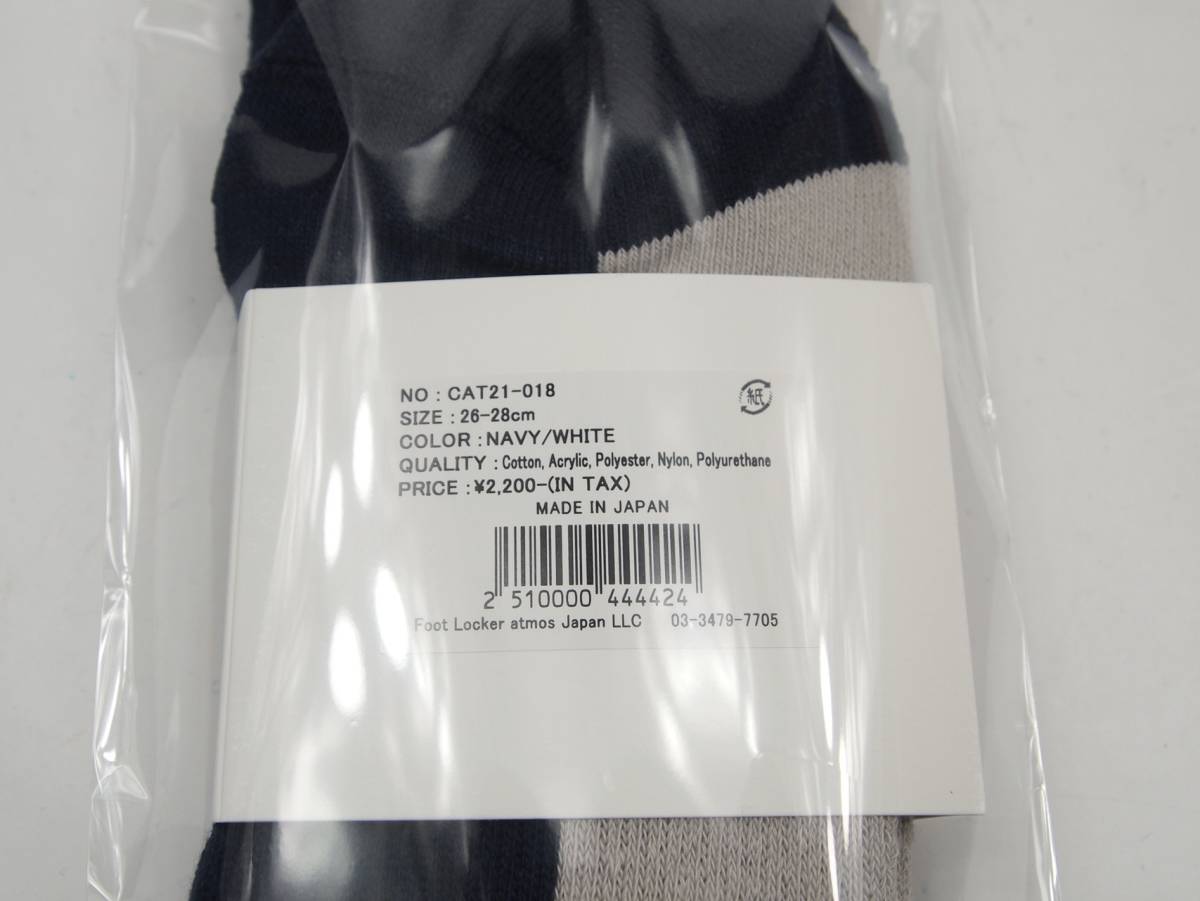 NO : CAT21-018
紙
SIZE : 26-28cm
COLOR : NAVY/WHITE
QUALITY : Cotton, Acrylic, Polyester, Nylon, Polyurethane
PRICE : ¥2,200-(IN TAX)
MADE IN JAPAN
2 510000 444424
Foot Locker atmos Japan LLC 03-3479-7705